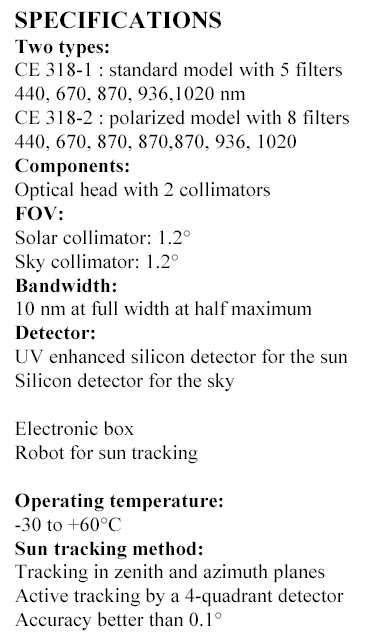 SPECIFICATIONS
Two types:
CE 318-1 : standard model with 5 filters
440, 670, 870, 936,1020 nm
CE 318-2 : polarized model with 8 filters
440, 670, 870, 870,870, 936, 1020
Components:
Optical head with 2 collimators
FOV:
Solar collimator: 1.2°
Sky collimator: 1.2°
Bandwidth:
10 nm at full width at half maximum
Detector:
UV enhanced silicon detector for the sun
Silicon detector for the sky
Electronic box
Robot for sun tracking
Operating temperature:
-30 to +60°C
Sun tracking method:
Tracking in zenith and azimuth planes
Active tracking by a 4-quadrant detector
Accuracy better than 0.1°